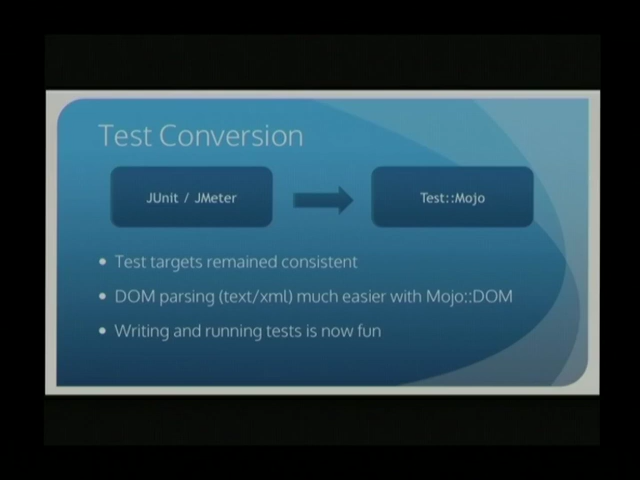 Test Conversion
JUnit / JMeter
Test::Mojo
• Test targets remained consistent
• DOM parsing (text/xml) much easier with Mojo::DOM
• Writing and running tests is now fun